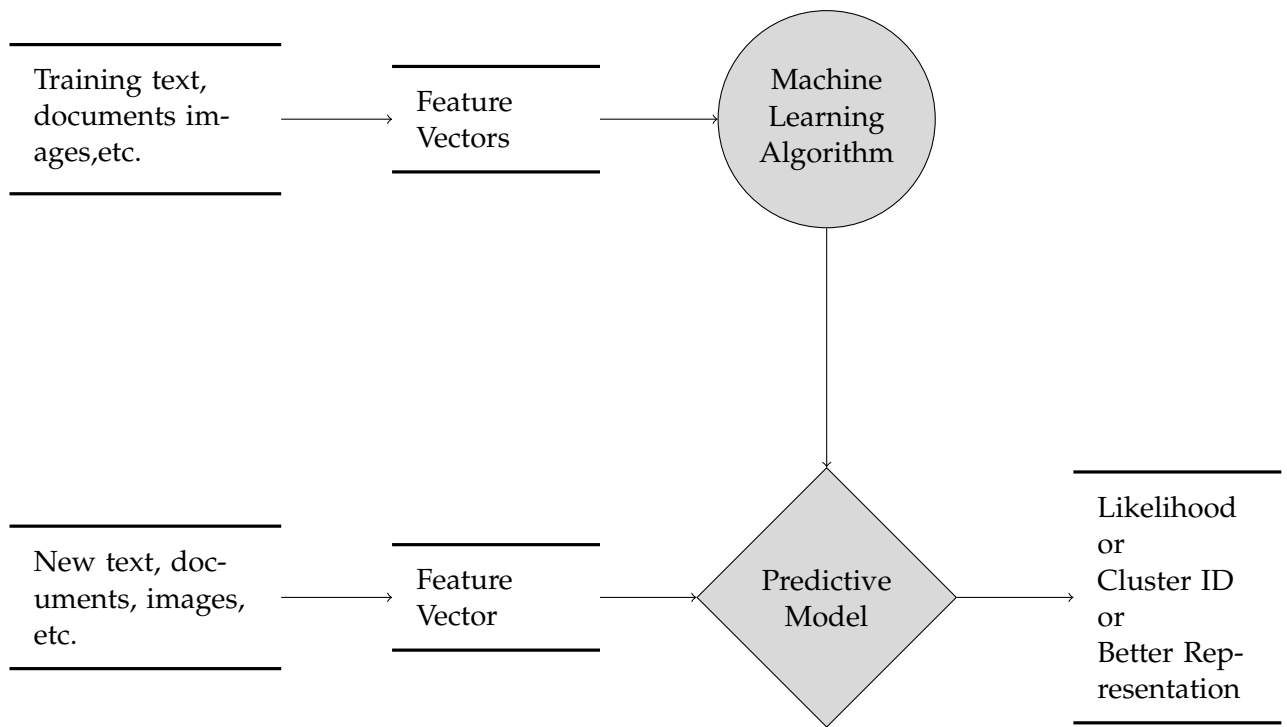 Training text,
documents im-
ages,etc.
Feature
Vectors
Machine
Learning
Algorithm
New text, doc-
uments, images,
etc.
Feature
Vector
Predictive
Model
Likelihood
or
Cluster ID
or
Better Rep-
resentation